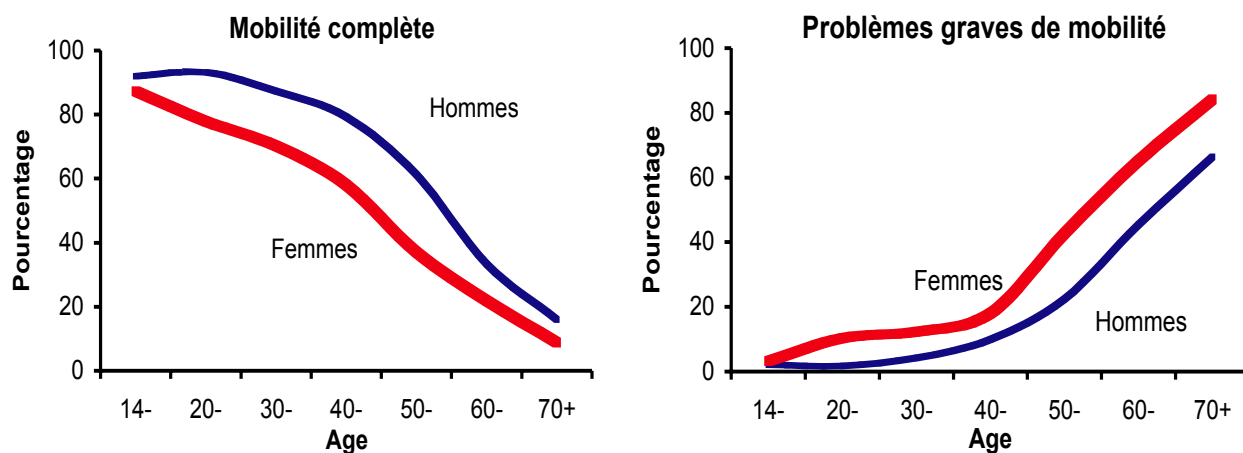 Mobilité complète
Pourcentage
100
80
60
40
20
0
Hommes
Femmes
14- 20- 30- 40- 50- 60- 70+
Age
Problèmes graves de mobilité
Pourcentage
100
80
60
40
20
0
Femmes
Hommes
14- 20- 30- 40- 50- 60- 70+
Age